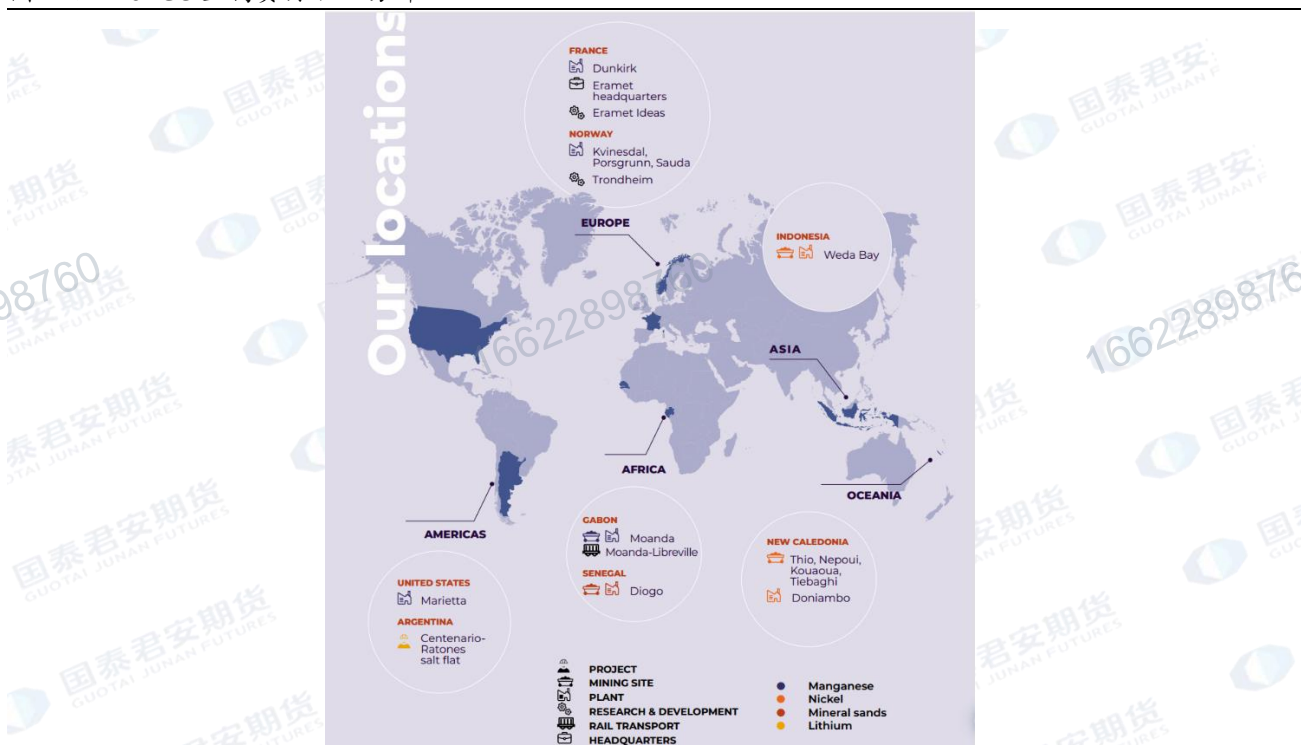 Our locations
FRANCE
Dunkirk
Eramet
headquarters
Eramet Ideas
NORWAY
Kvinesdal,
Porsgrunn, Sauda
Trondheim
EUROPE
INDONESIA
Weda Bay
ASIA
AFRICA
OCEANIA
AMERICAS
GABON
Moanda
Moanda-Libreville
SENEGAL
Diogo
NEW CALEDONIA
Thio, Nepoui,
Kouaoua,
Tiebaghi
Doniambo
UNITED STATES
Marietta
ARGENTINA
Centenario-
Ratones
salt flat
PROJECT
MINING SITE
PLANT
RESEARCH & DEVELOPMENT
RAIL TRANSPORT
HEADQUARTERS
Manganese
Nickel
Mineral sands
Lithium
国泰君安期货
GUOTAI JUNAN FUTURES
16622898760